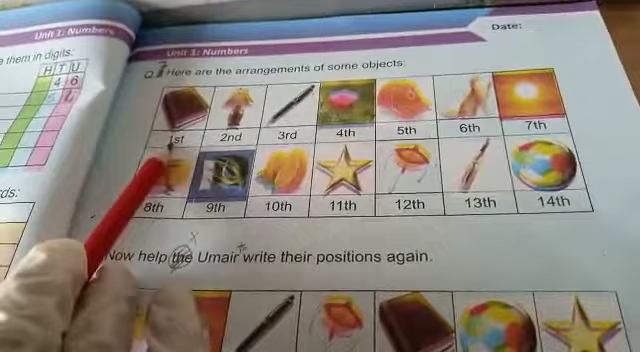 Unit 1: Numbers
them in digits:
H T U
4 6
Unit 1: Numbers
Date:
Q.7 Here are the arrangements of some objects:
1st 2nd 3rd 4th 5th 6th 7th
8th 9th 10th 11th 12th 13th 14th
Now help the Umair to write their positions again.